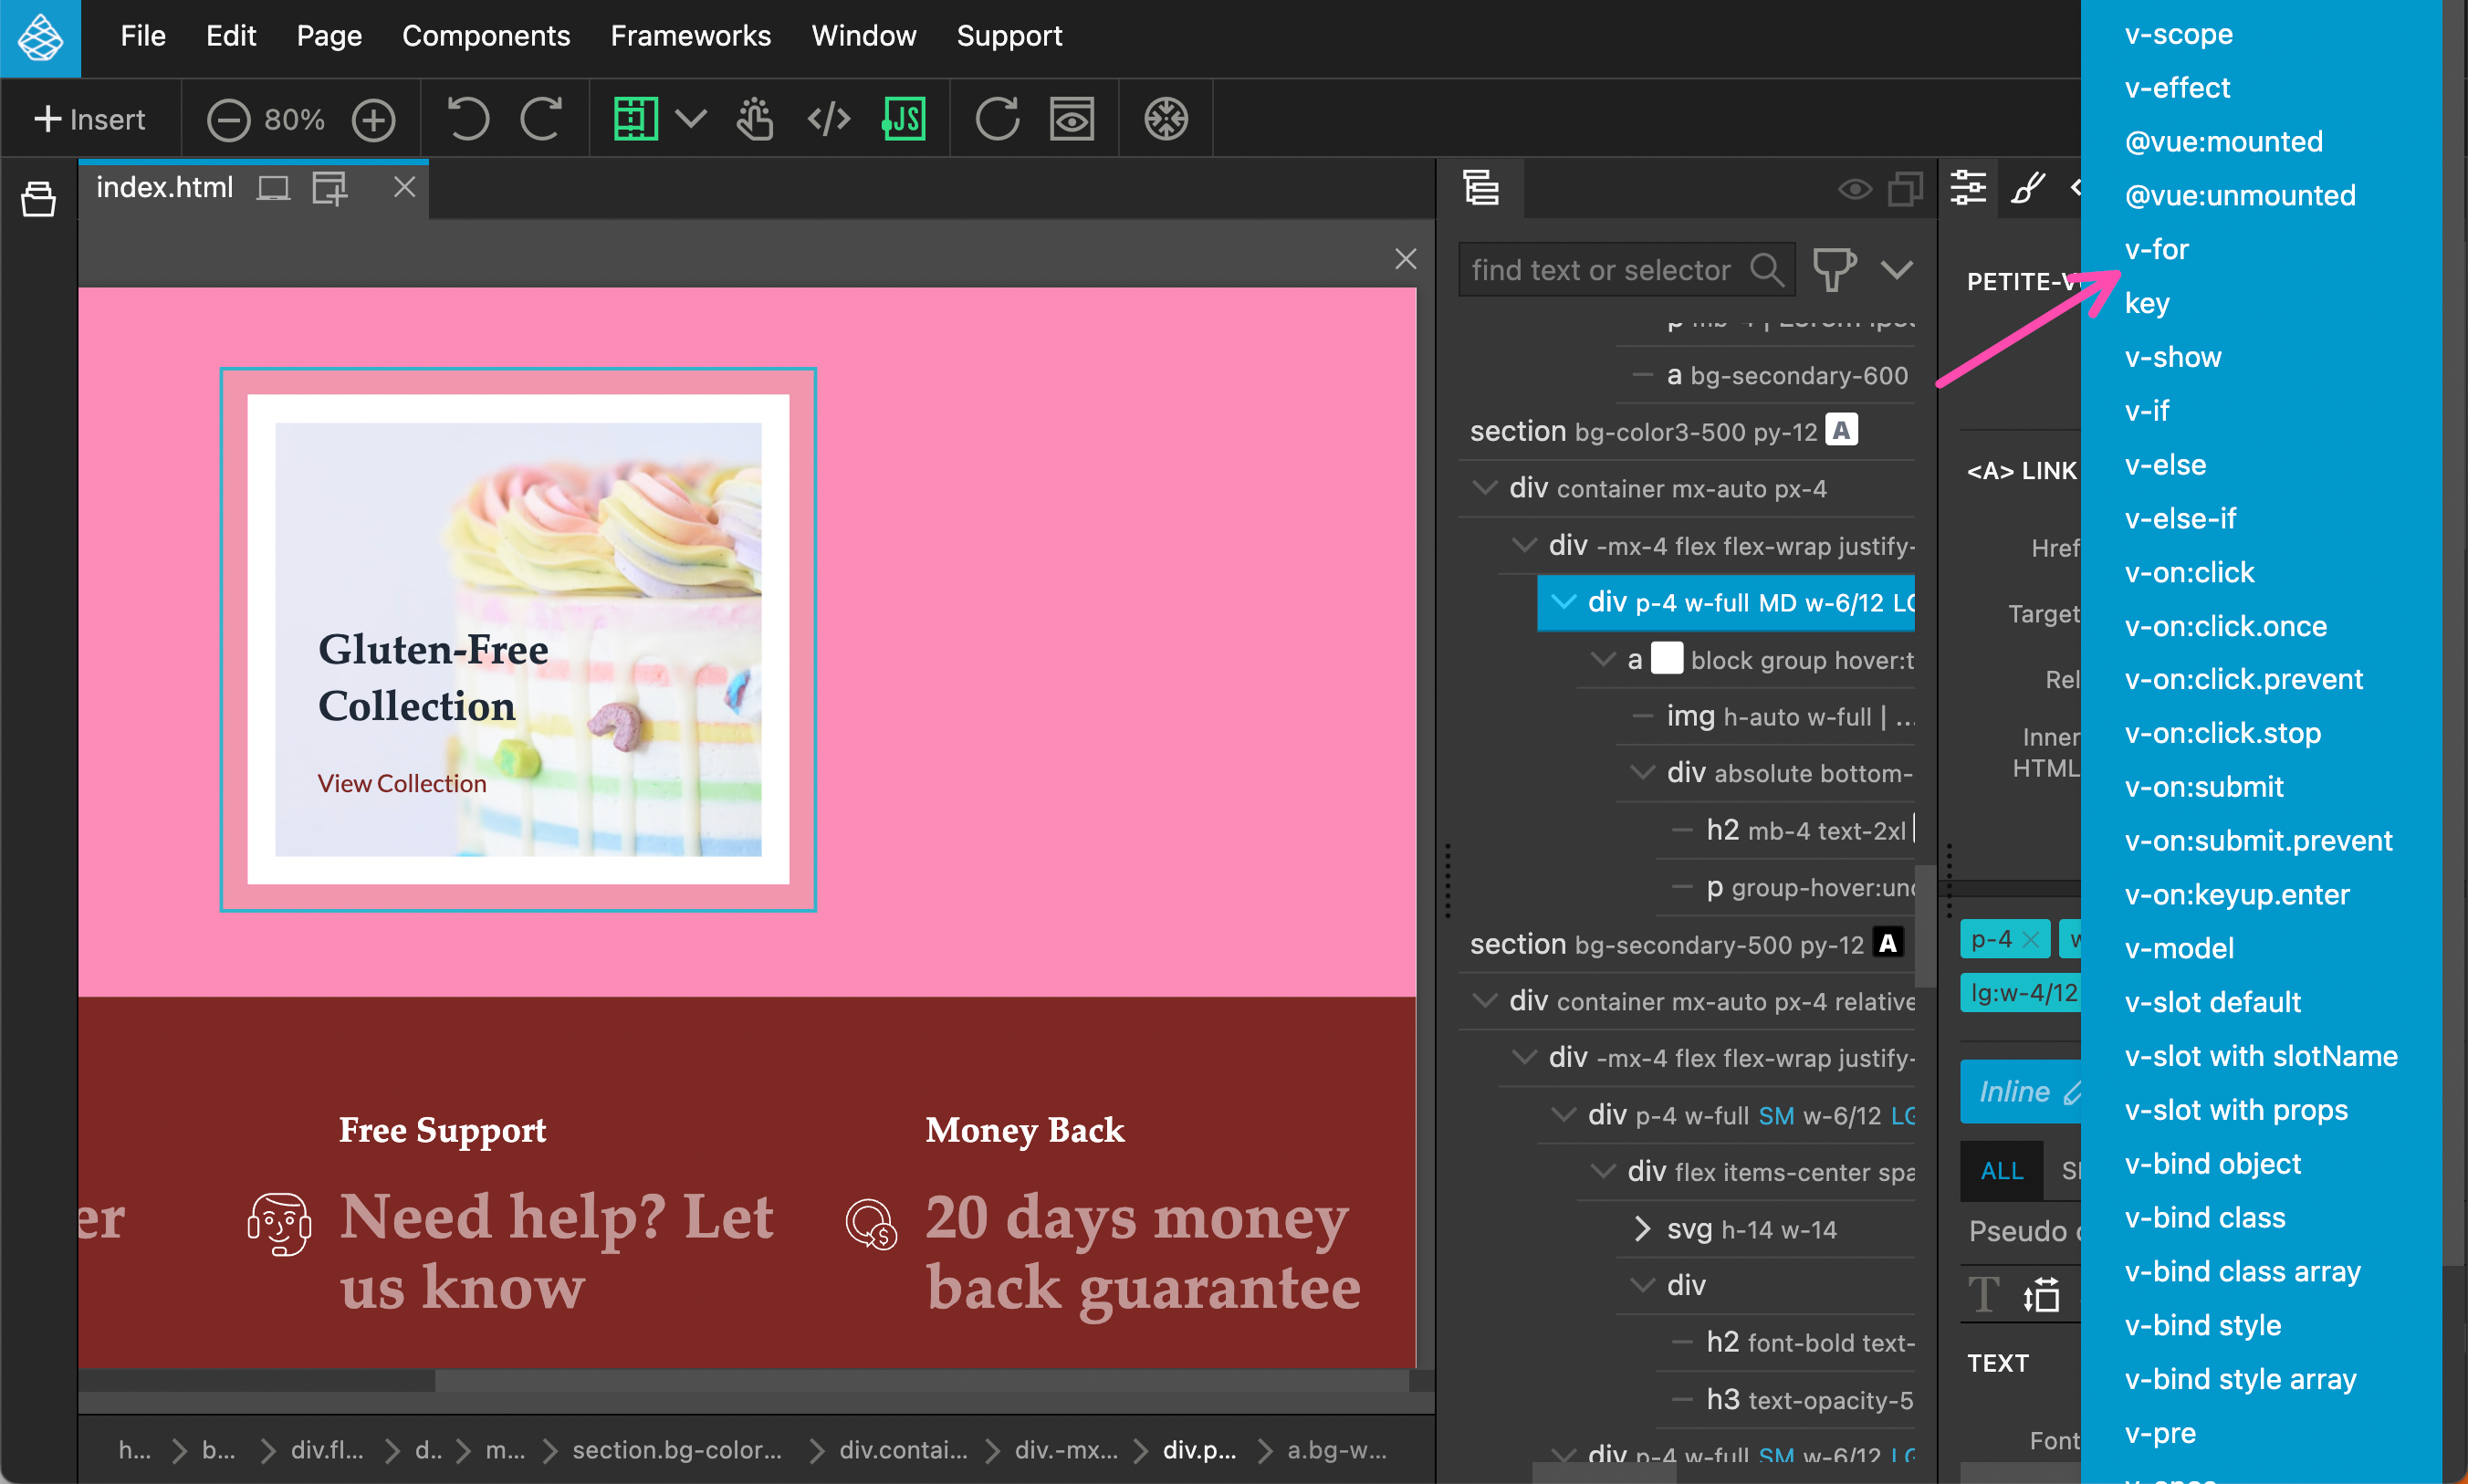 File Edit Page Components Frameworks Window Support
Insert 80% JS
index.html
Gluten-Free
Collection
View Collection
Free Support
Need help? Let
us know
Money Back
20 days money
back guarantee
er
h... b... div.fl... d.. m... section.bg-color... div.contai... div.-mx... div.p... a.bg-w...
find text or selector
a bg-secondary-600
section bg-color3-500 py-12 A
div container mx-auto px-4
div -mx-4 flex flex-wrap justify-
div p-4 w-full MD w-6/12 LG
a block group hover:t
img h-auto w-full | ...
div absolute bottom-
h2 mb-4 text-2xl
p group-hover:und
section bg-secondary-500 py-12 A
div container mx-auto px-4 relative
div -mx-4 flex flex-wrap justify-
div p-4 w-full SM w-6/12 LG
div flex items-center spa
svg h-14 w-14
div
h2 font-bold text-
h3 text-opacity-5
div p-4 w-full SM w-6/12 LG
PETITE-V
<A> LINK
Href
Target
Rel
Inner
HTML
p-4
lg:w-4/12
Inline
ALL
Pseudo
TEXT
Font
v-scope
v-effect
@vue:mounted
@vue:unmounted
v-for
key
v-show
v-if
v-else
v-else-if
v-on:click
v-on:click.once
v-on:click.prevent
v-on:click.stop
v-on:submit
v-on:submit.prevent
v-on:keyup.enter
v-model
v-slot default
v-slot with slotName
v-slot with props
v-bind object
v-bind class
v-bind class array
v-bind style
v-bind style array
v-pre